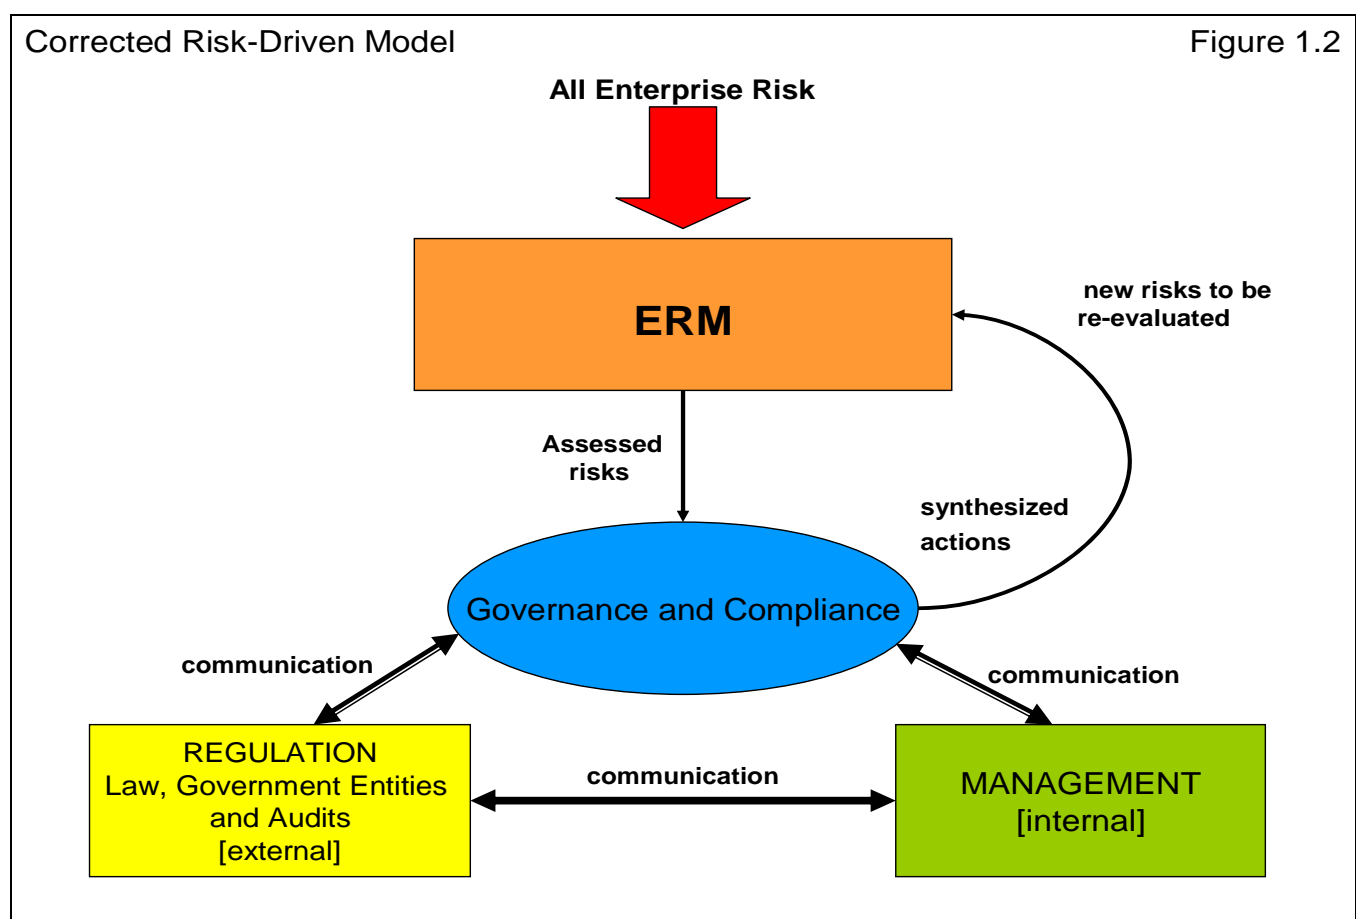 Corrected Risk-Driven Model
Figure 1.2
All Enterprise Risk
ERM
new risks to be
re-evaluated
Assessed
risks
synthesized
actions
Governance and Compliance
communication
communication
REGULATION
Law, Government Entities
and Audits
[external]
communication
MANAGEMENT
[internal]